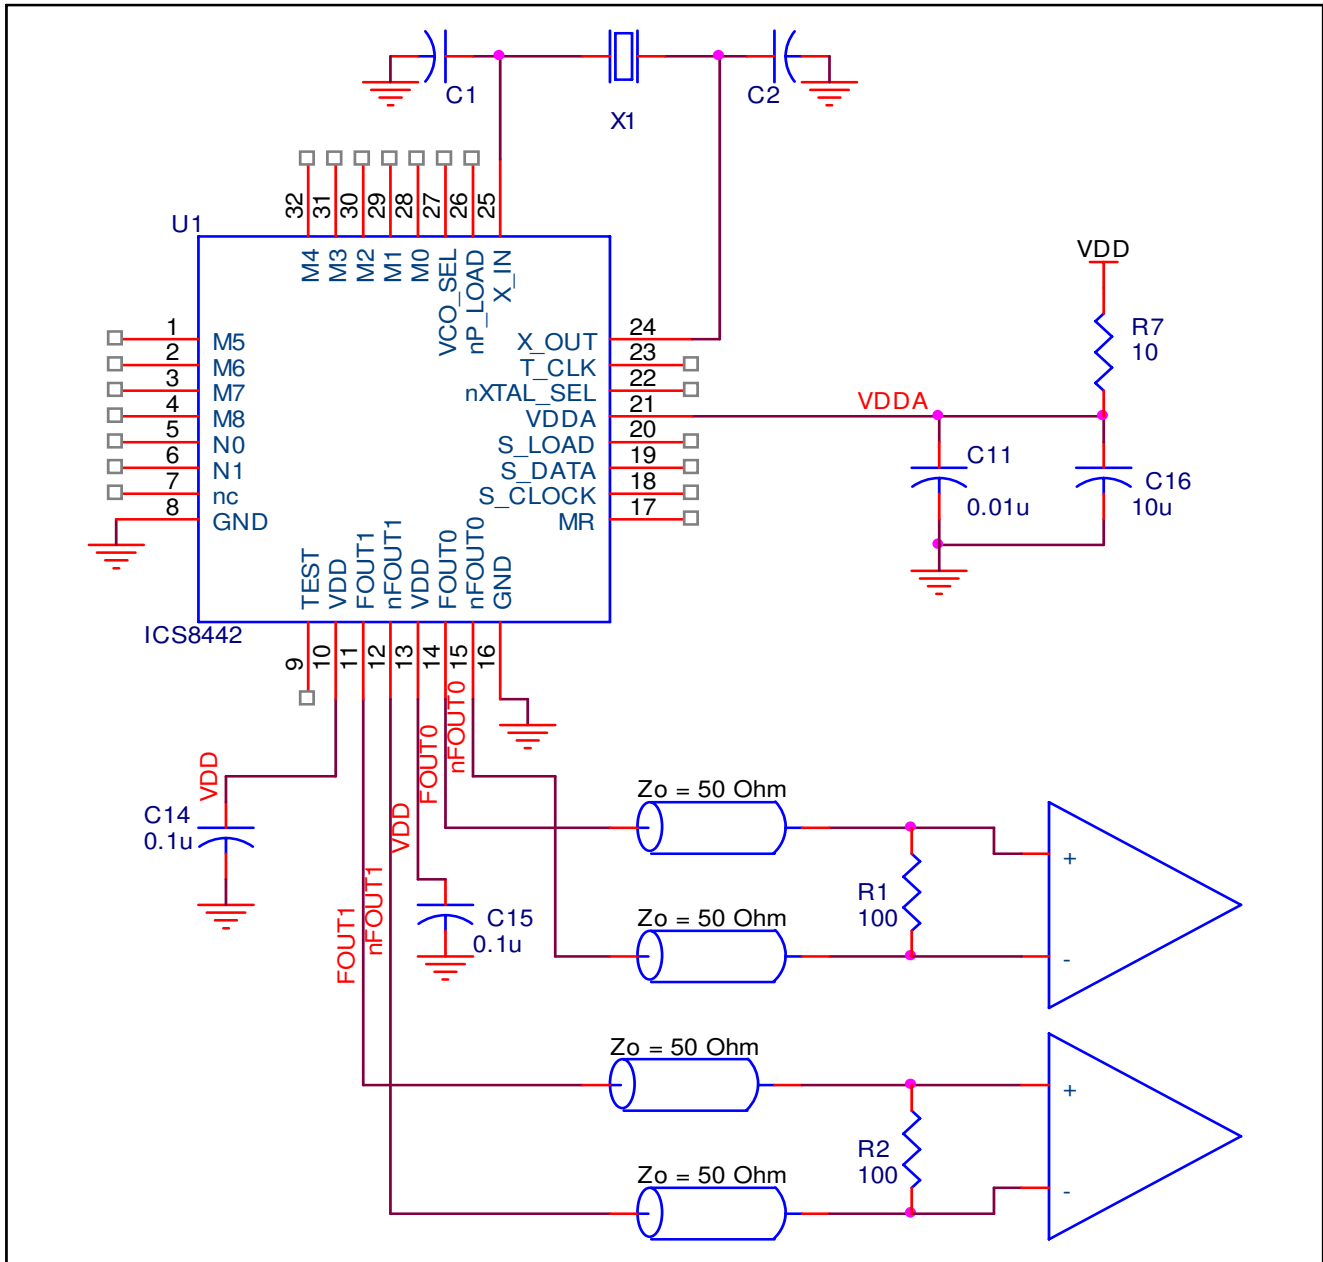 C1
X1
C2
32
31
30
29
28
27
26
25
U1
M4
M3
M2
M1
M0
VCO_SEL
nP_LOAD
X_IN
VDD
R7
10
1
M5
2
M6
3
M7
4
M8
5
N0
6
N1
7
nc
8
GND
X_OUT
24
T_CLK
23
nXTAL_SEL
22
VDDA
21
S_LOAD
20
S_DATA
19
S_CLOCK
18
MR
17
VDDA
C11
0.01u
C16
10u
TEST
VDD
FOUT1
nFOUT1
VDD
FOUT0
nFOUT0
GND
ICS8442
9
10
11
12
13
14
15
16
VDD
C14
0.1u
FOUT1
nFOUT1
VDD
FOUT0
nFOUT0
C15
0.1u
Zo = 50 Ohm
R1
100
+
-
Zo = 50 Ohm
Zo = 50 Ohm
R2
100
+
-
Zo = 50 Ohm